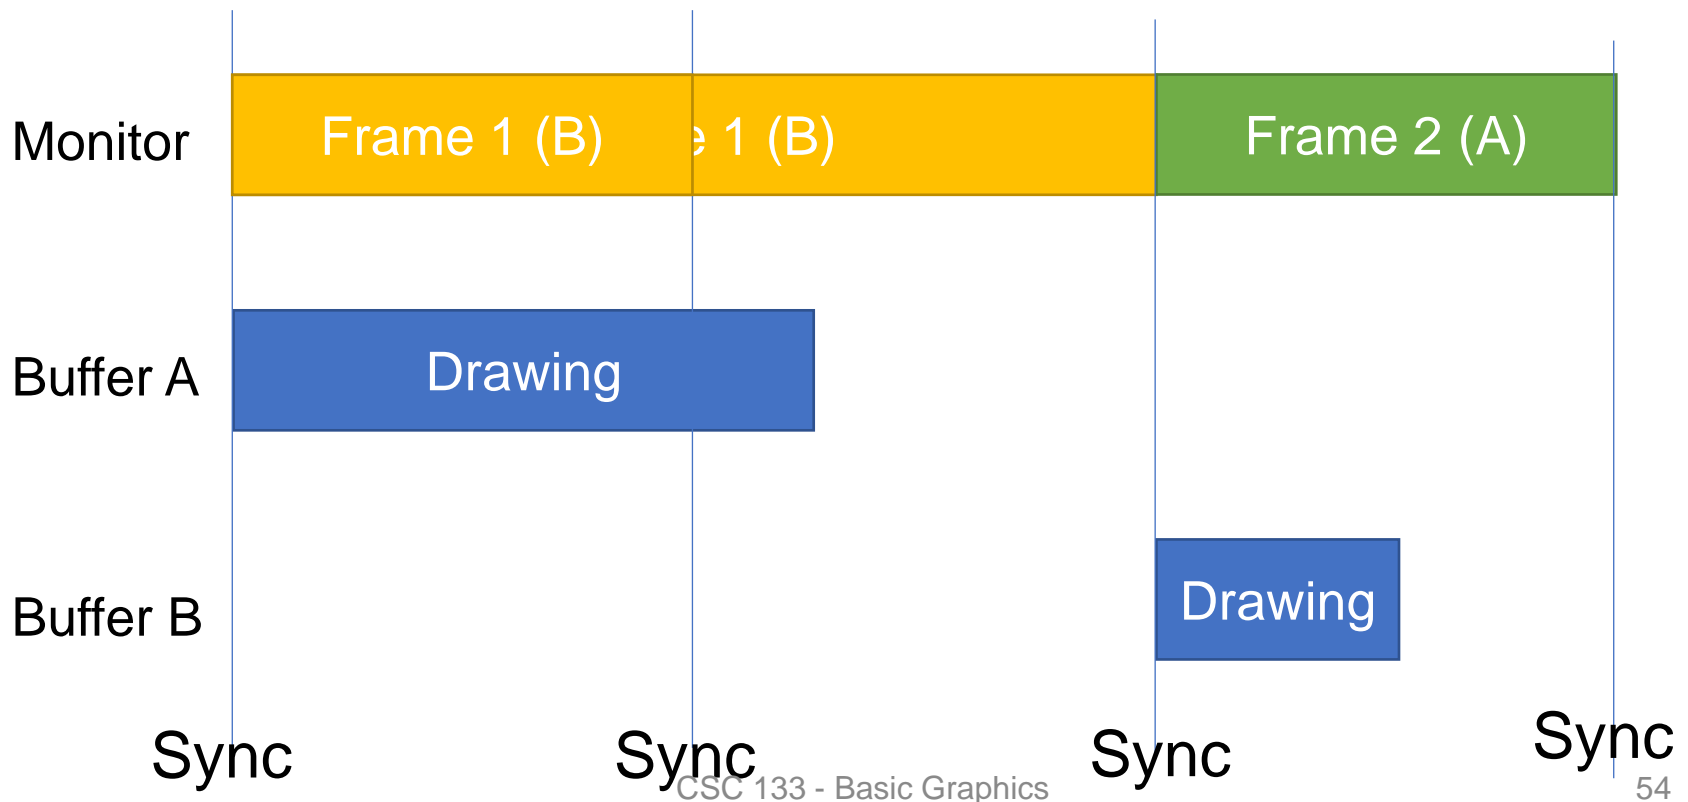 Monitor
Frame 1 (B)
e 1 (B)
Frame 2 (A)
Buffer A
Drawing
Buffer B
Drawing
Sync
Sync
Sync
Sync
CSC 133 - Basic Graphics
54